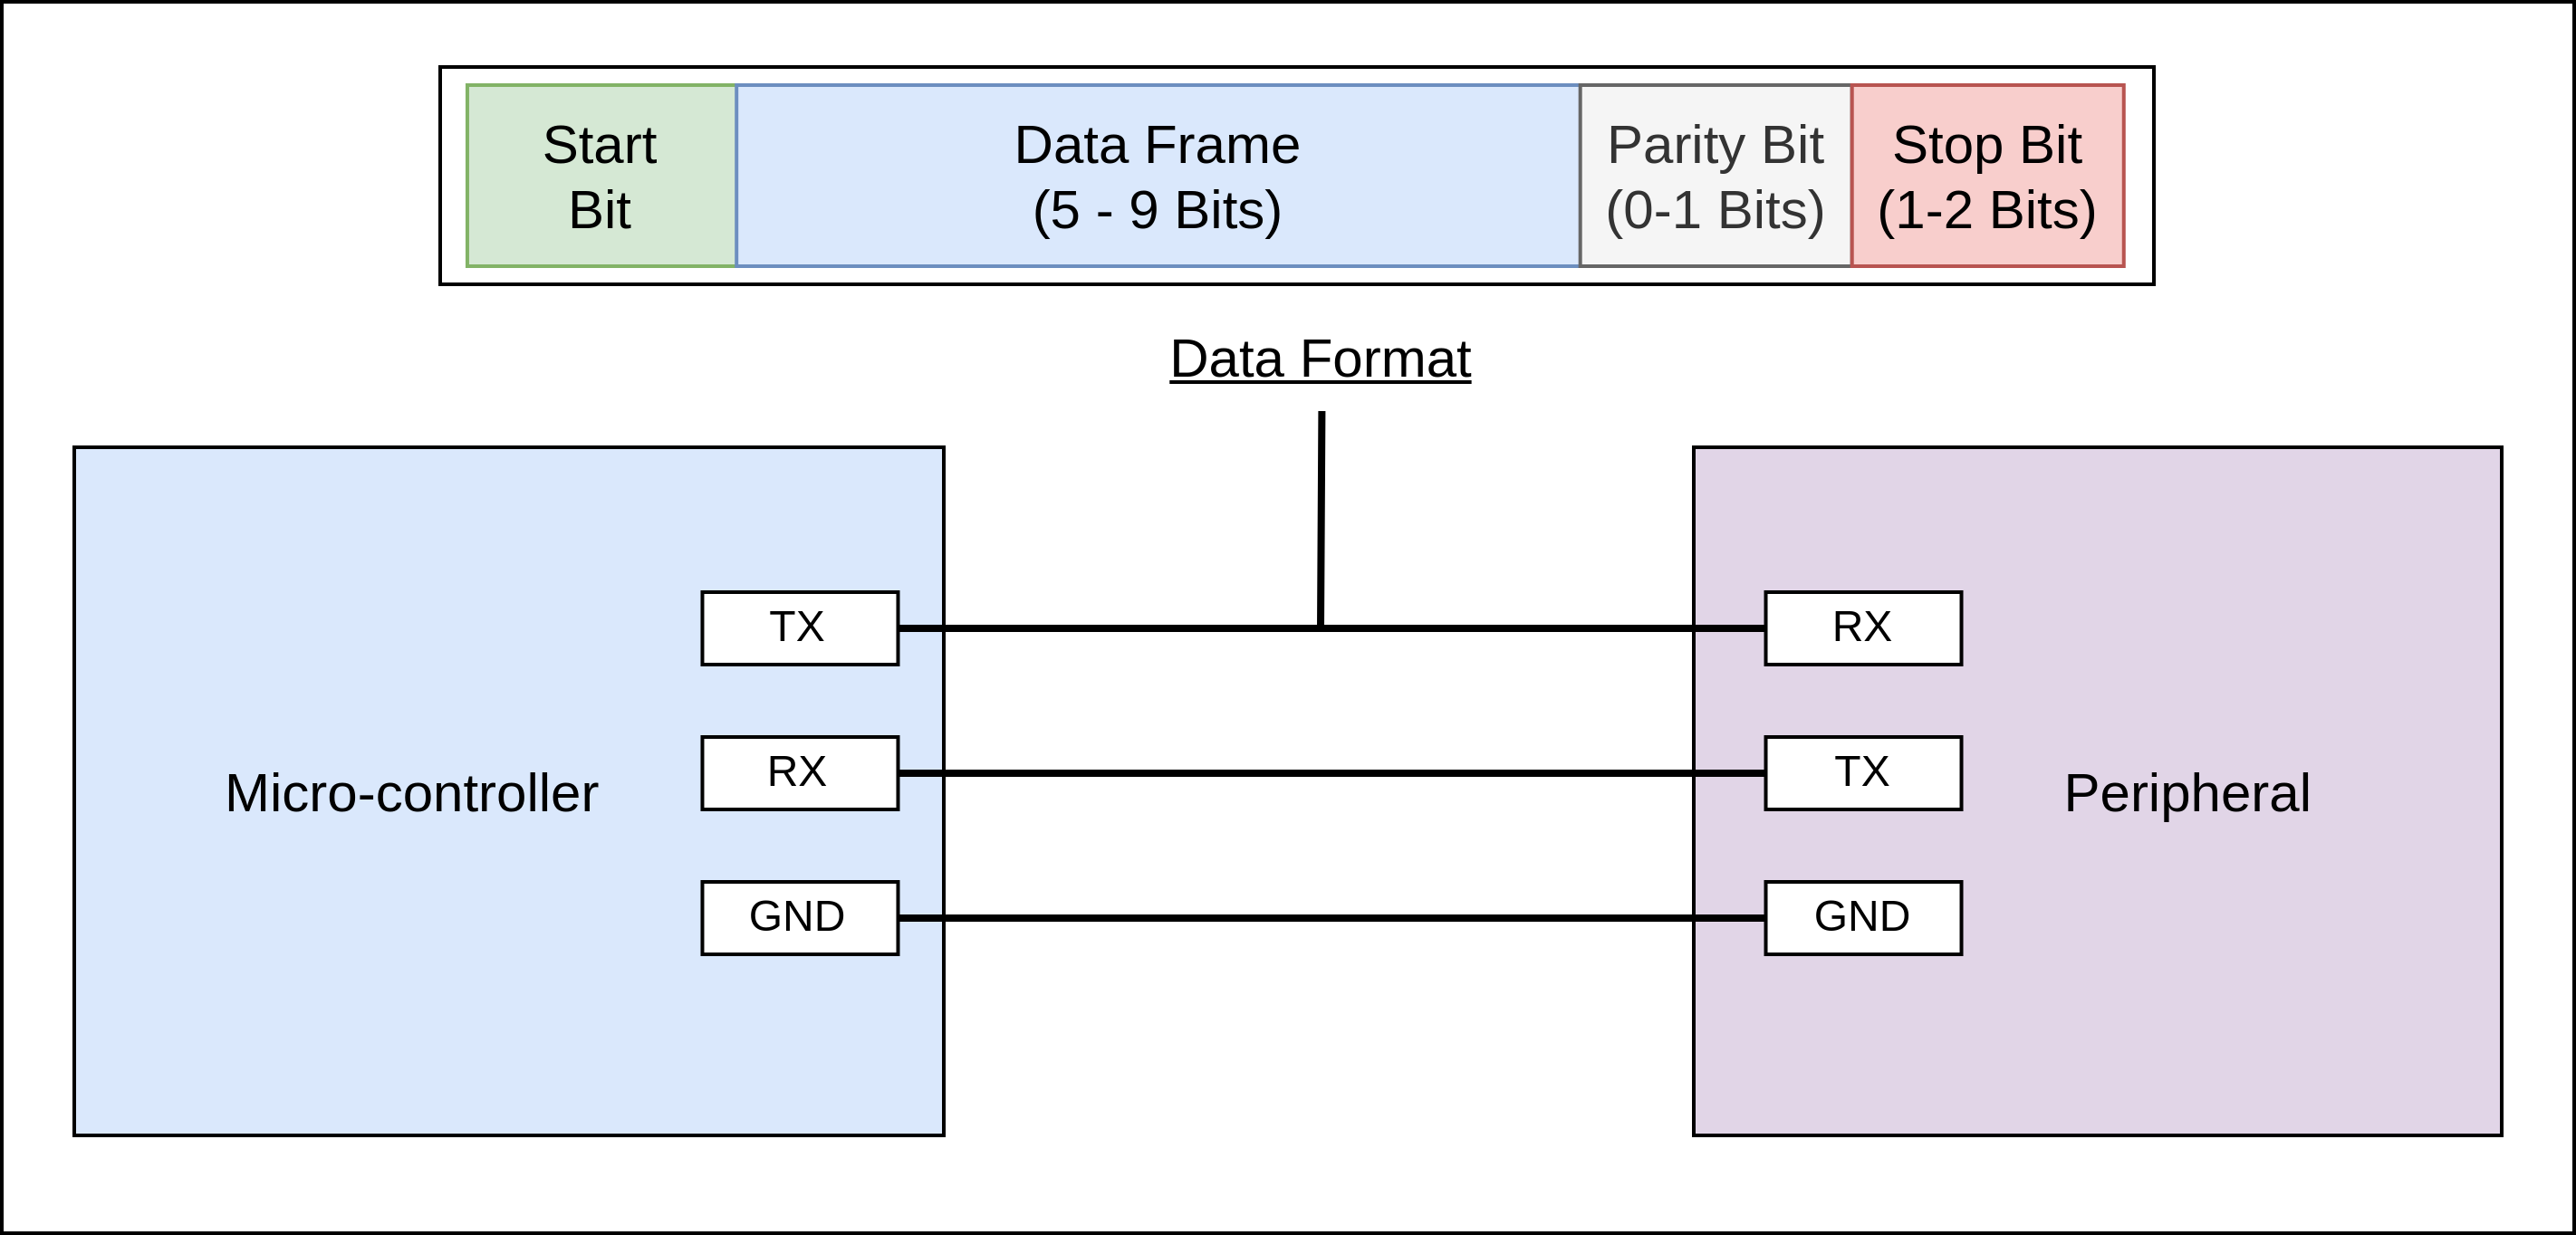 Start
Bit
Data Frame
(5 - 9 Bits)
Parity Bit
(0-1 Bits)
Stop Bit
(1-2 Bits)
Data Format
Micro-controller
TX
RX
GND
RX
TX
GND
Peripheral